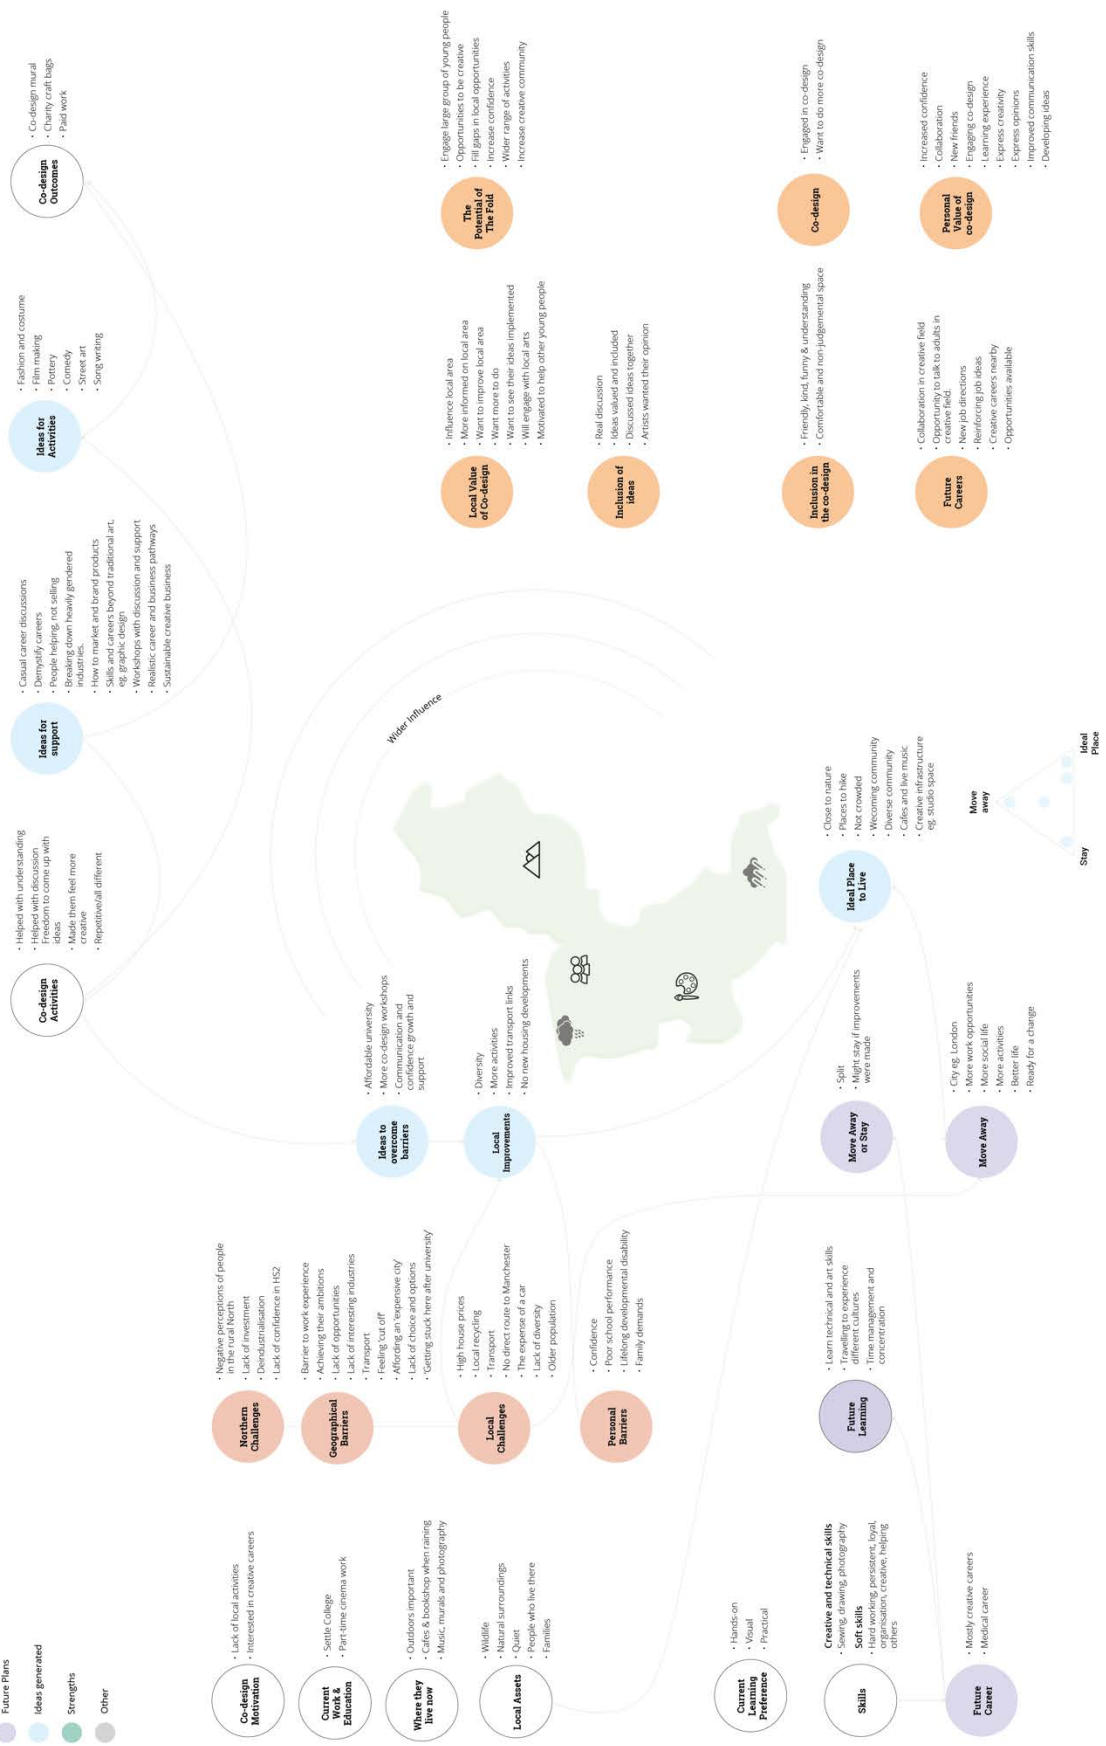 Future Plans
Ideas generated
Strengths
Other
Co-design
Motivation
• Lack of local activities
• Interested in creative careers
Current
Work &
Education
• Settle College
• Part-time cinema work
Where they
live now
• Outdoors important
• Cafes & bookshop when raining
• Music, murals and photography
Local Assets
• Wildlife
• Natural surroundings
• Quiet
• People who live there
• Families
Current
Learning
Preference
• Hands-on
• Visual
• Practical
Skills
Creative and technical skills
• Sewing, drawing, photography
Soft skills
• Hard working, persistent, loyal,
organisation, creative, helping
others
Future
Career
• Mostly creative careers
• Medical career
Northern
Challenges
• Negative perceptions of people
in the rural North
• Lack of investment
• Deindustrialisation
• Lack of confidence in HS2
Geographical
Barriers
• Barrier to work experience
• Achieving their ambitions
• Lack of opportunities
• Lack of interesting industries
• Transport
• Feeling 'cut off'
• Affording an 'expensive city'
• Lack of choice and options
• 'Getting stuck here after university'
Local
Challenges
• High house prices
• Local recycling
• Transport
• No direct route to Manchester
• The expense of a car
• Lack of diversity
• Older population
Personal
Barriers
• Confidence
• Poor school performance
• Lifelong developmental disability
• Family demands
Future
Learning
• Learn technical and art skills
• Travelling to experience
different cultures
• Time management and
concentration
Co-design
Activities
• Helped with understanding
• Helped with discussion
Freedom to come up with
ideas
• Made them feel more
creative
• Repetitive/all different
Ideas to
overcome
barriers
• Affordable university
• More co-design workshops
• Communication and
confidence growth and
support
Local
Improvements
• Diversity
• More activities
• Improved transport links
• No new housing developments
Move Away
or Stay
• Split
• Might stay if improvements
were made
Move Away
• City eg. London
• More work opportunities
• More social life
• More activities
• Better life
• Ready for a change
Ideal Place
to Live
• Close to nature
• Places to hike
• Not crowded
• Wecoming community
• Diverse community
• Cafes and live music
• Creative infrastructure
eg. studio space
Move
away
Stay
Ideal
Place
Wider Influence
Ideas for
support
• Casual career discussions
• Demystify careers
• People helping, not selling
• Breaking down heavily gendered
industries.
• How to market and brand products
• Skills and careers beyond traditional art,
eg. graphic design
• Workshops with discussion and support
• Realistic career and business pathways
• Sustainable creative business
Ideas for
Activities
• Fashion and costume
• Film making
• Pottery
• Comedy
• Street art
• Song writing
Co-design
Outcomes
• Co-design mural
• Charity craft bags
• Paid work
Local Value
of Co-design
• Influence local area
• More informed on local area
• Want to improve local area
• Want more to do
• Want to see their ideas implemented
• Will engage with local arts
• Motivated to help other young people
The
Potential of
The Fold
• Engage large group of young people
• Opportunities to be creative
• Fill gaps in local opportunities
• Increase confidence
• Wider range of activities
• Increase creative community
Inclusion of
ideas
• Real discussion
• Ideas valued and included
• Discussed ideas together
• Artists wanted their opinion
Inclusion in
the co-design
• Friendly, kind, funny & understanding
• Comfortable and non-judgemental space
Co-design
• Engaged in co-design
• Want to do more co-design
Future
Careers
• Collaboration in creative field
• Opportunity to talk to adults in
creative field.
• New job directions
• Reinforcing job ideas
• Creative careers nearby
• Opportunities available
Personal
Value of
co-design
• Increased confidence
• Collaboration
• New friends
• Engaging co-design
• Learning experience
• Express creativity
• Express opinions
• Improved communication skills
• Developing ideas